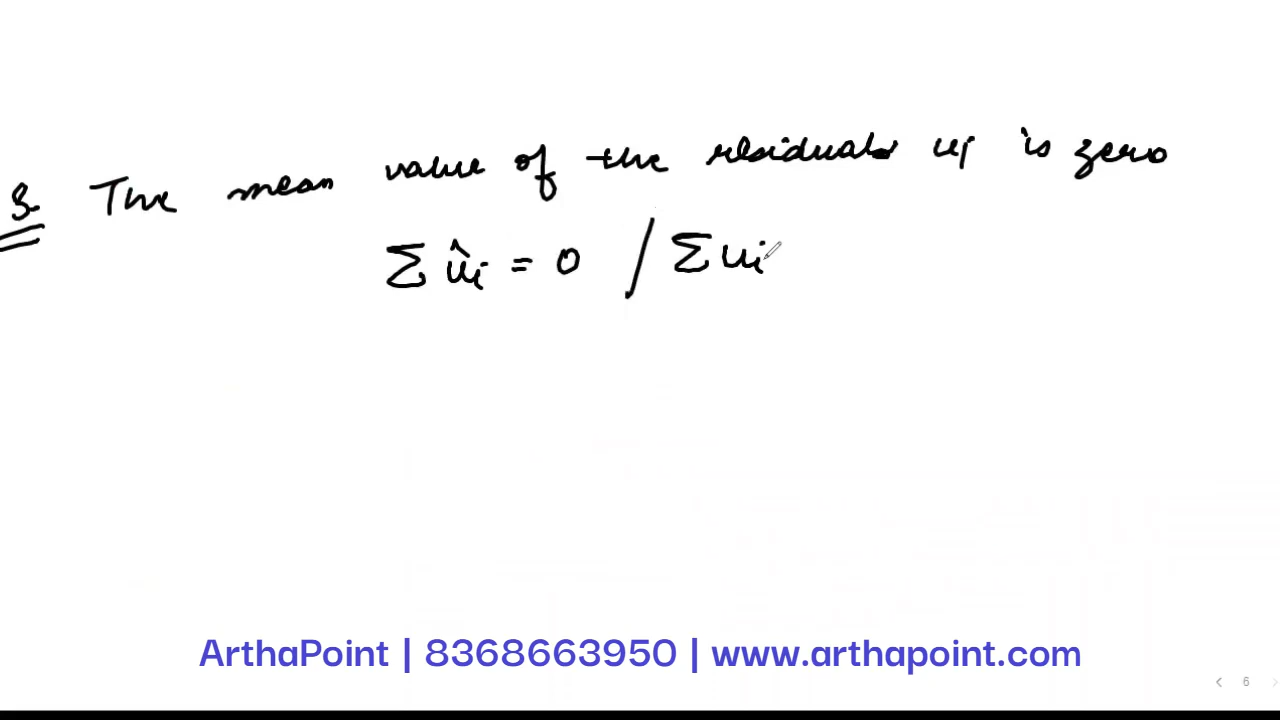 3. The mean value of the residuals ui is zero
∑ûi = 0 / ∑ui
ArthaPoint | 8368663950 | www.arthapoint.com
< 6 >